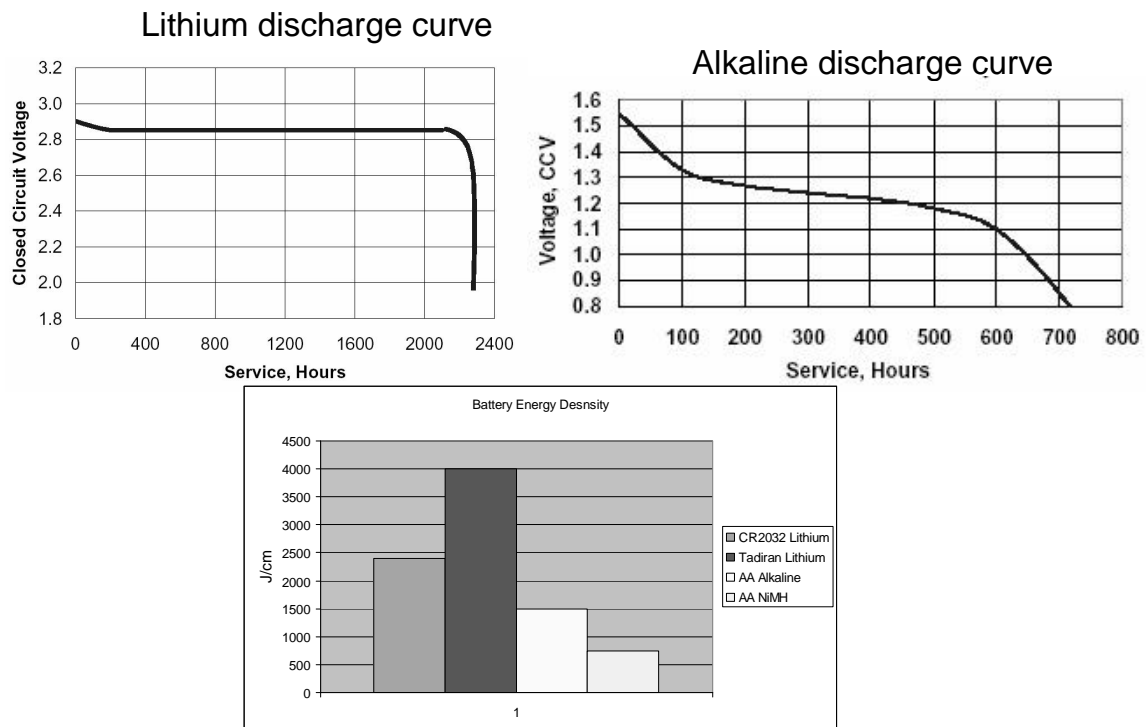 Lithium discharge curve
3.2
3.0
2.8
2.6
2.4
2.2
2.0
1.8
Closed Circuit Voltage
0 400 800 1200 1600 2000 2400
Service, Hours
Alkaline discharge curve
1.6
1.5
1.4
1.3
1.2
1.1
1.0
0.9
0.8
Voltage, CCV
0 100 200 300 400 500 600 700 800
Service, Hours
Battery Energy Desnsity
4500
4000
3500
3000
2500
2000
1500
1000
500
0
J/cm
1
CR2032 Lithium
Tadiran Lithium
AA Alkaline
AA NiMH